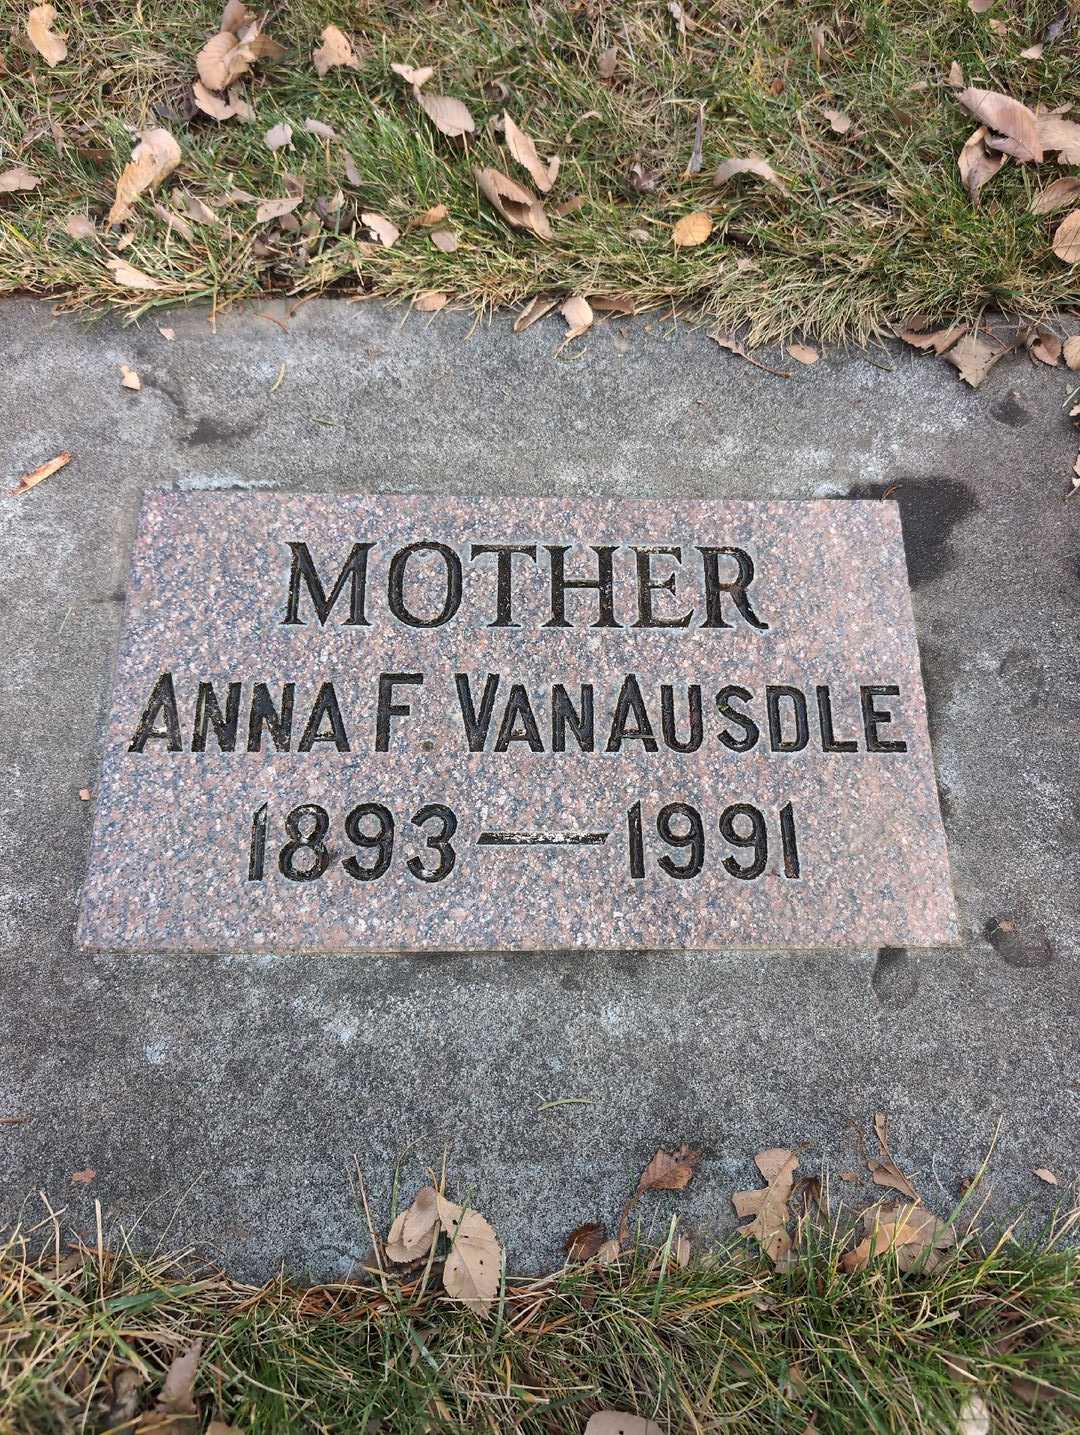 MOTHER
ANNA F VANAUSDLE
1893—1991